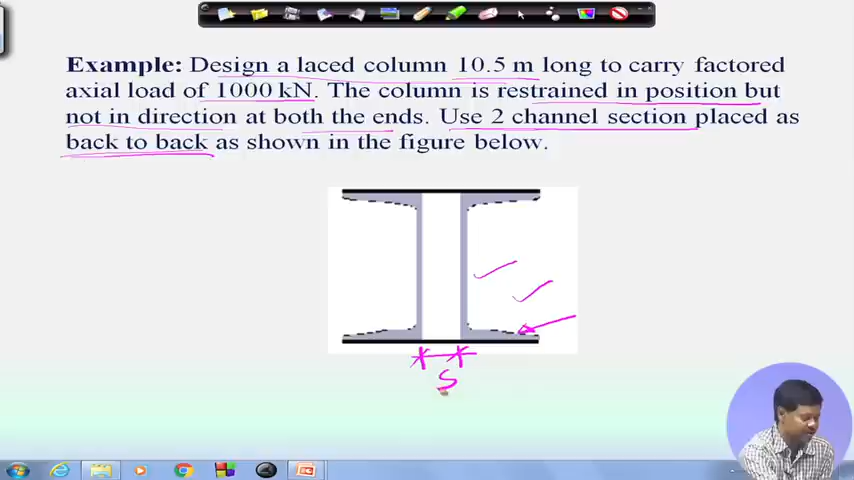 Example: Design a laced column 10.5 m long to carry factored
axial load of 1000 kN. The column is restrained in position but
not in direction at both the ends. Use 2 channel section placed as
back to back as shown in the figure below.
S